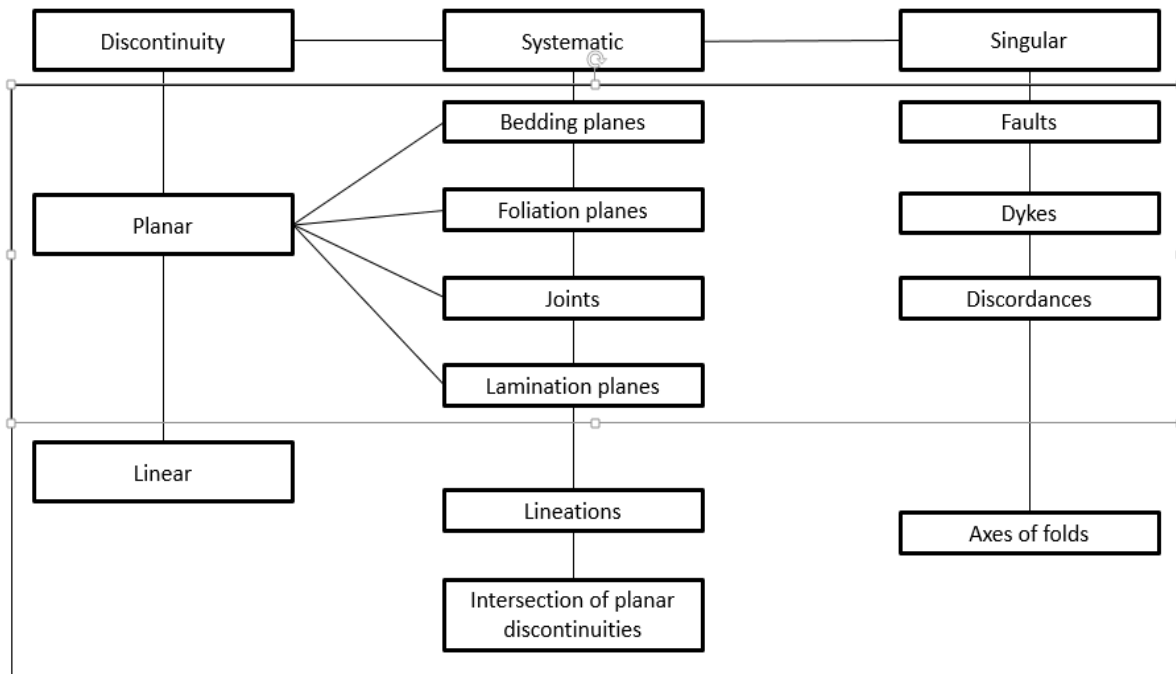 Discontinuity
Systematic
Singular
Bedding planes
Faults
Planar
Foliation planes
Dykes
Joints
Discordances
Lamination planes
Linear
Lineations
Axes of folds
Intersection of planar
discontinuities